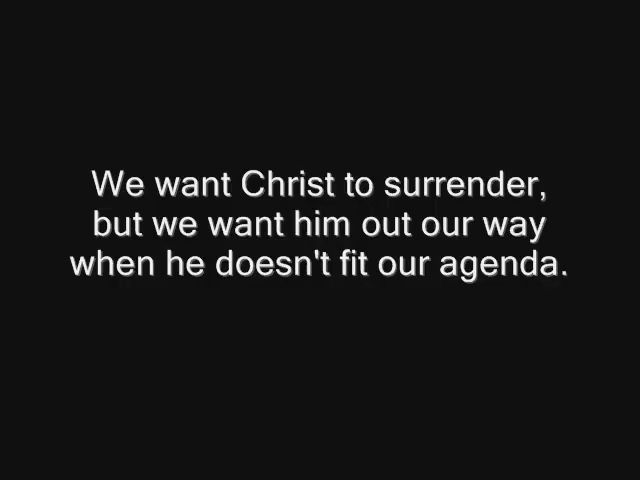 We want Christ to surrender,
but we want him out our way
when he doesn't fit our agenda.